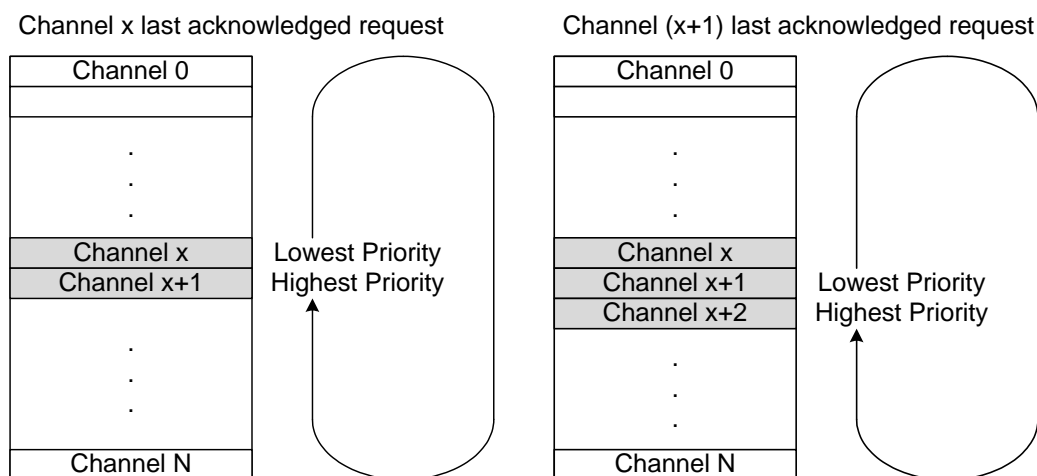 Channel x last acknowledged request
Channel 0
.
.
.
Channel x
Channel x+1
.
.
.
Channel N
Lowest Priority
Highest Priority
Channel (x+1) last acknowledged request
Channel 0
.
.
.
Channel x
Channel x+1
Channel x+2
.
.
.
Channel N
Lowest Priority
Highest Priority